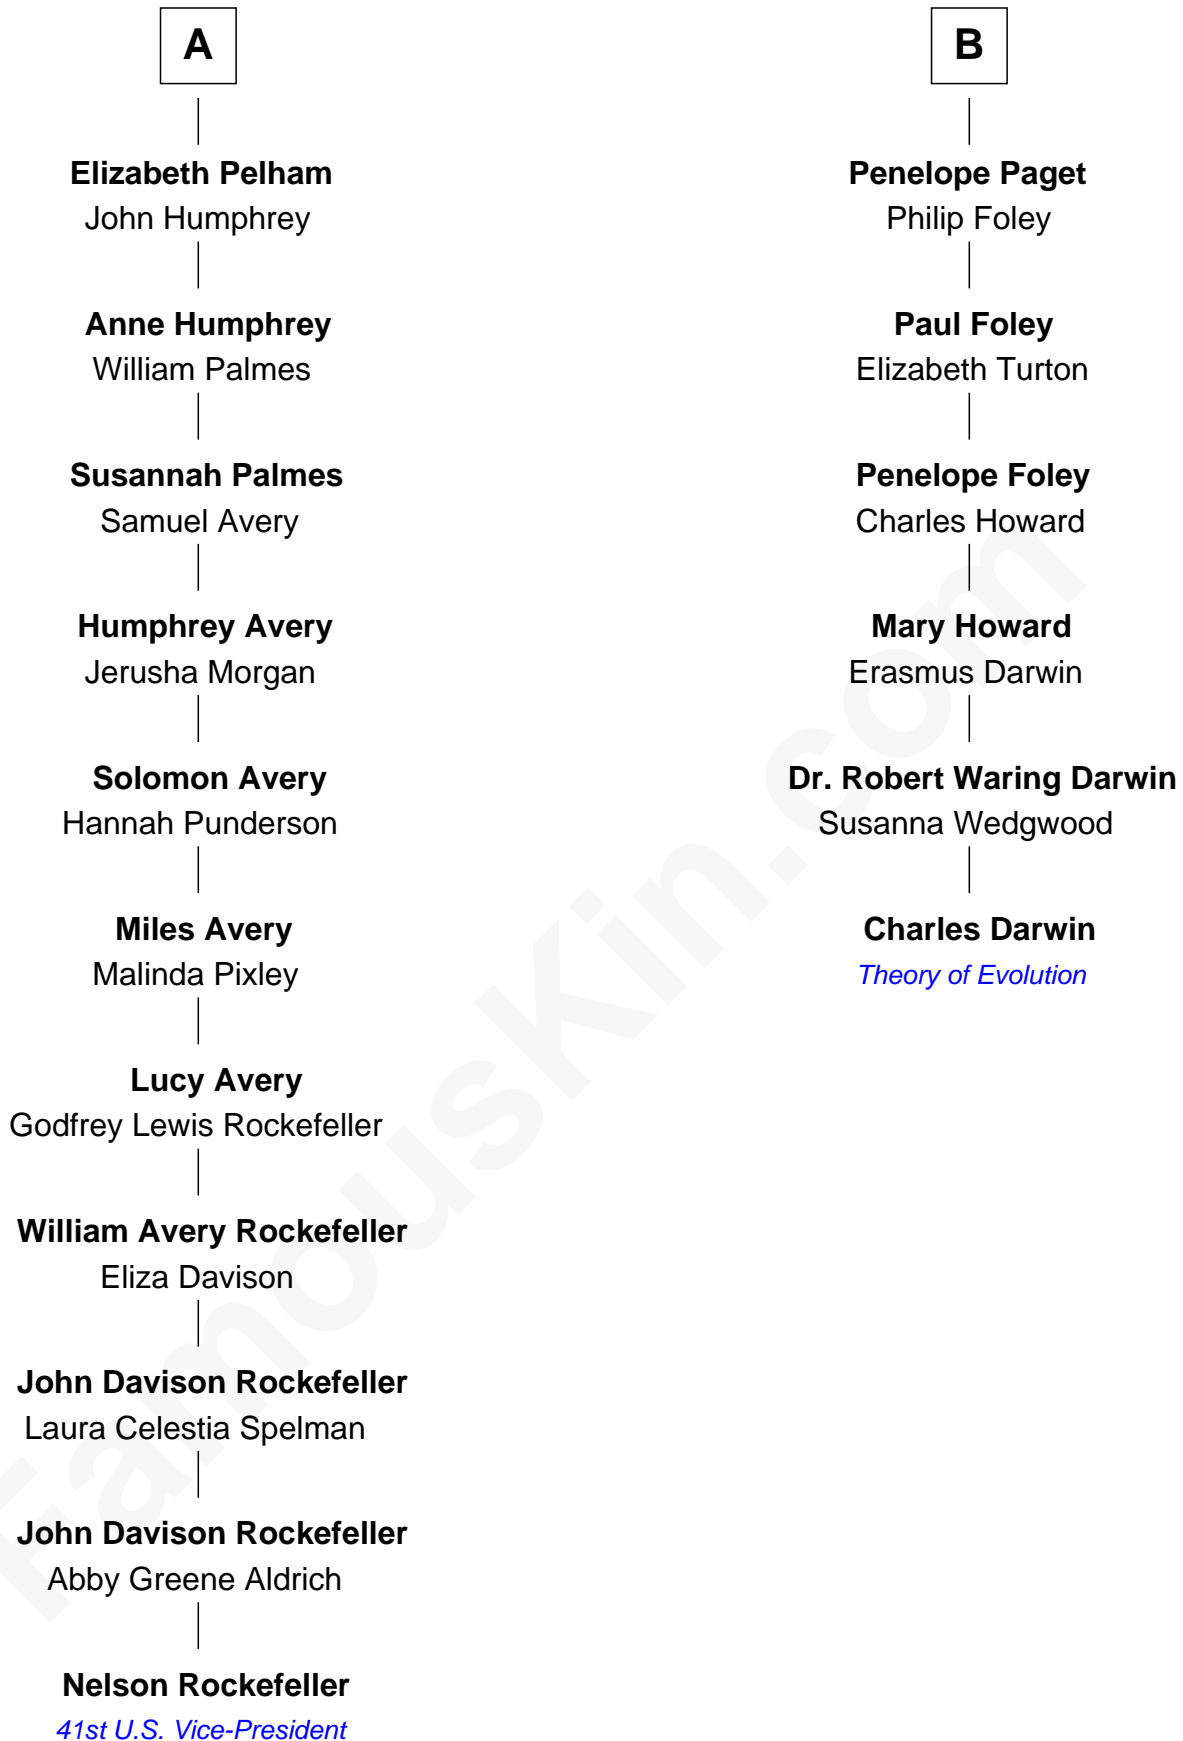 A
Elizabeth Pelham
John Humphrey
Anne Humphrey
William Palmes
Susannah Palmes
Samuel Avery
Humphrey Avery
Jerusha Morgan
Solomon Avery
Hannah Punderson
Miles Avery
Malinda Pixley
Lucy Avery
Godfrey Lewis Rockefeller
William Avery Rockefeller
Eliza Davison
John Davison Rockefeller
Laura Celestia Spelman
John Davison Rockefeller
Abby Greene Aldrich
Nelson Rockefeller
41st U.S. Vice-President
B
Penelope Paget
Philip Foley
Paul Foley
Elizabeth Turton
Penelope Foley
Charles Howard
Mary Howard
Erasmus Darwin
Dr. Robert Waring Darwin
Susanna Wedgwood
Charles Darwin
Theory of Evolution
FamousKin.com